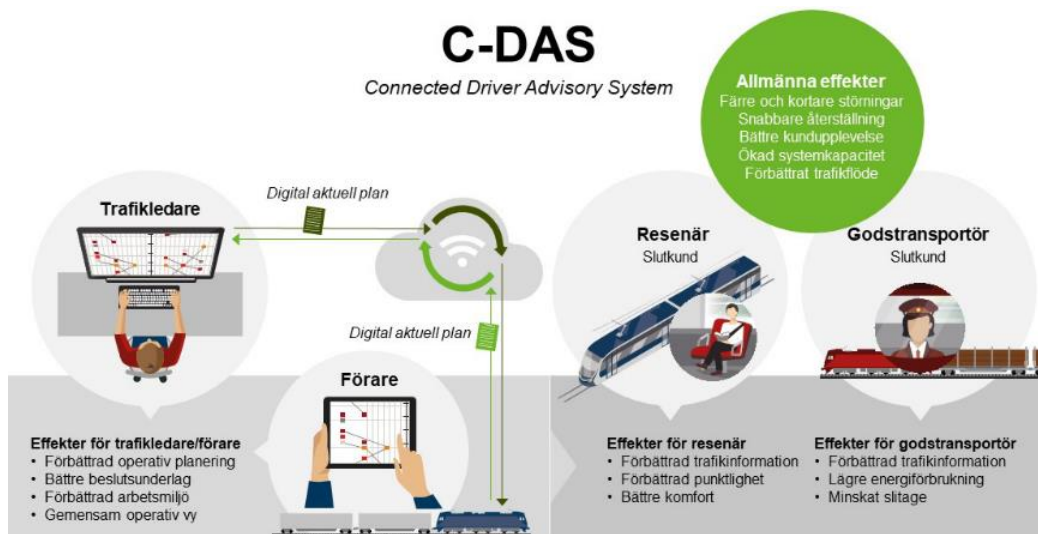 C-DAS
Connected Driver Advisory System
Allmänna effekter
Färre och kortare störningar
Snabbare återställning
Bättre kundupplevelse
Ökad systemkapacitet
Förbättrat trafikflöde
Trafikledare
Digital aktuell plan
Resenär
Slutkund
Godstransportör
Slutkund
Digital aktuell plan
Förare
Effekter för trafikledare/förare
• Förbättrad operativ planering
• Bättre beslutsunderlag
• Förbättrad arbetsmiljö
• Gemensam operativ vy
Effekter för resenär
• Förbättrad trafikinformation
• Förbättrad punktlighet
• Bättre komfort
Effekter för godstransportör
• Förbättrad trafikinformation
• Lägre energiförbrukning
• Minskat slitage